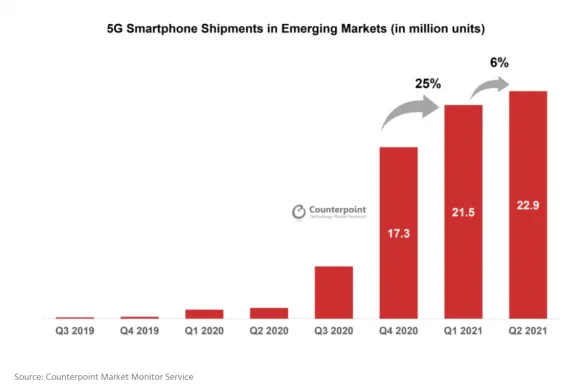 5G Smartphone Shipments in Emerging Markets (in million units)
6%
25%
Counterpoint
Technology Market Research
17.3
21.5
22.9
Q3 2019 Q4 2019 Q1 2020 Q2 2020 Q3 2020 Q4 2020 Q1 2021 Q2 2021
Source: Counterpoint Market Monitor Service